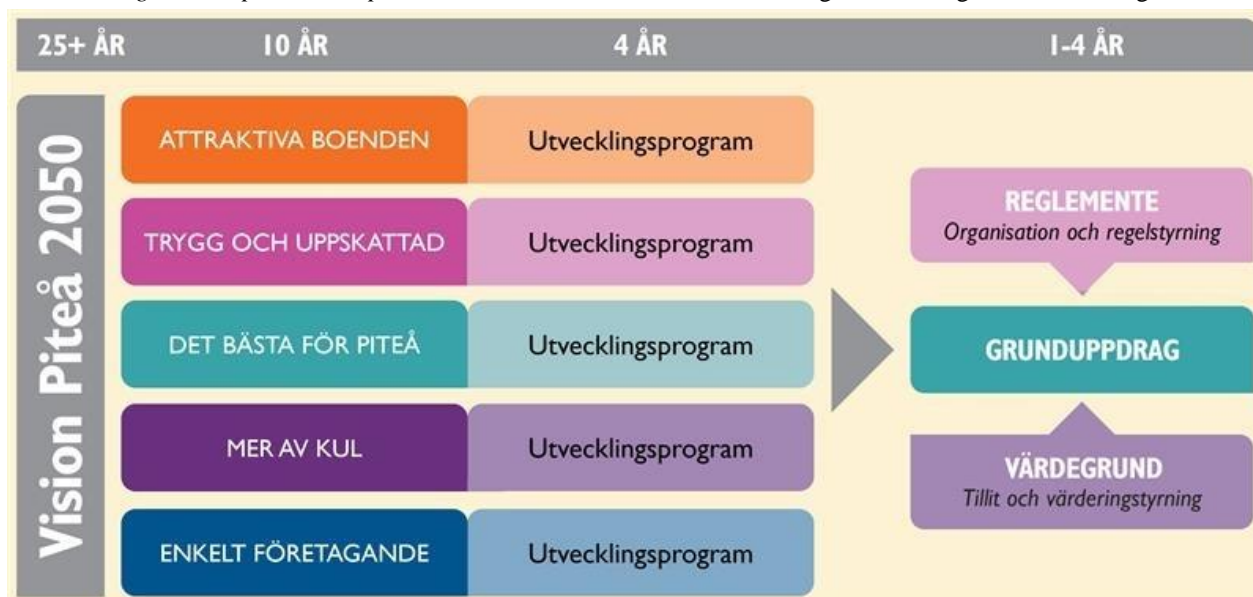 25+ ÅR 10 ÅR 4 ÅR 1-4 ÅR
Vision Piteå 2050
ATTRAKTIVA BOENDEN Utvecklingsprogram
TRYGG OCH UPPSKATTAD Utvecklingsprogram
DET BÄSTA FÖR PITEÅ Utvecklingsprogram
MER AV KUL Utvecklingsprogram
ENKELT FÖRETAGANDE Utvecklingsprogram
REGLEMENTE
Organisation och regelstyrning
GRUNDUPPDRAG
VÄRDEGRUND
Tillit och värderingstyrning